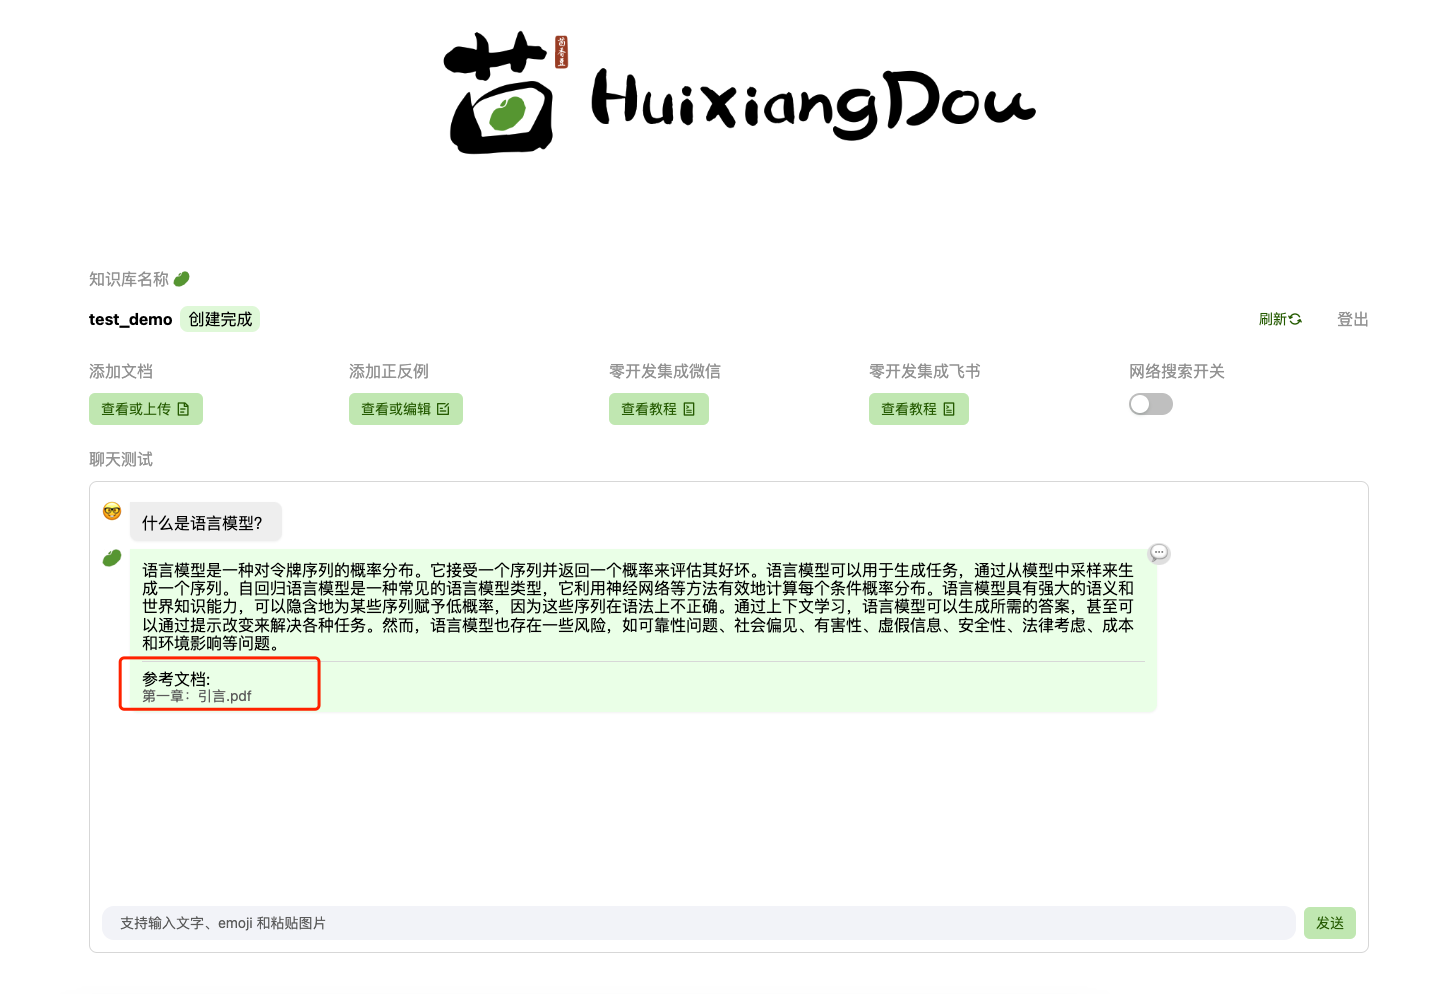 茴
茴香豆
HuixiangDou
知识库名称
test_demo 创建完成
刷新
登出
添加文档
添加正反例
零开发集成微信
零开发集成飞书
网络搜索开关
查看或上传
查看或编辑
查看教程
查看教程
聊天测试
什么是语言模型?
语言模型是一种对令牌序列的概率分布。它接受一个序列并返回一个概率来评估其好坏。语言模型可以用于生成任务，通过从模型中采样来生
成一个序列。自回归语言模型是一种常见的语言模型类型，它利用神经网络等方法有效地计算每个条件概率分布。语言模型具有强大的语义和
世界知识能力，可以隐含地为某些序列赋予低概率，因为这些序列在语法上不正确。通过上下文学习，语言模型可以生成所需的答案，甚至可
以通过提示改变来解决各种任务。然而，语言模型也存在一些风险，如可靠性问题、社会偏见、有害性、虚假信息、安全性、法律考虑、成本
和环境影响等问题。
参考文档:
第一章：引言.pdf
支持输入文字、emoji 和粘贴图片
发送